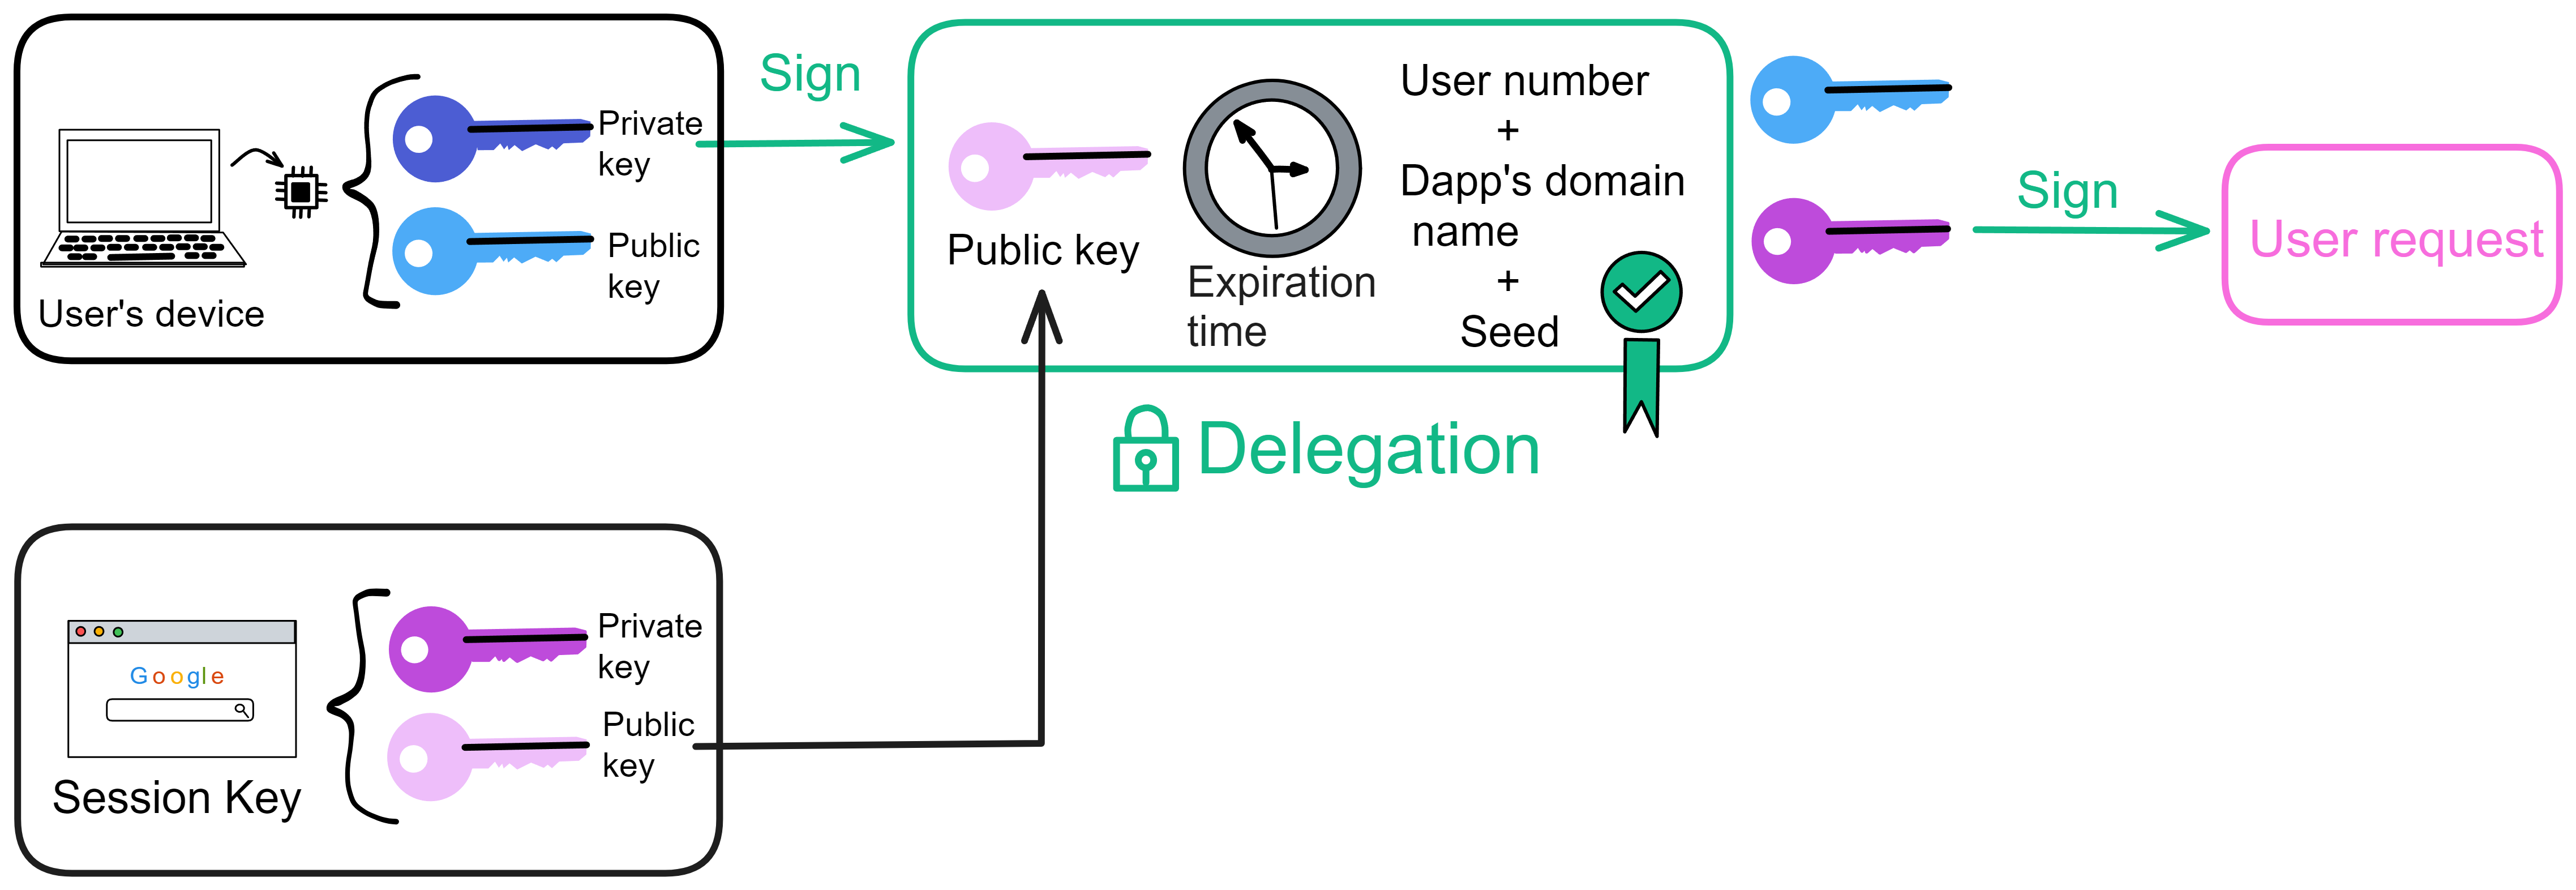 Private
key
Public
key
User's device
Sign
Public key
Expiration
time
User number
+
Dapp's domain
name
+
Seed
Delegation
Sign
User request
Google
Session Key
Private
key
Public
key